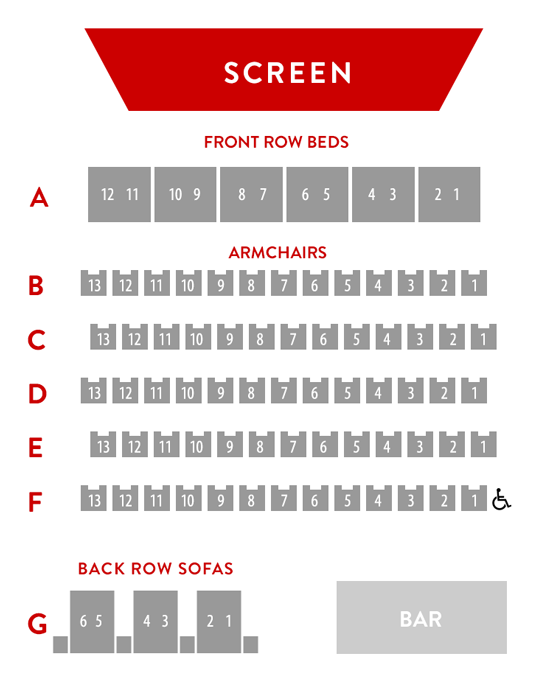 SCREEN
FRONT ROW BEDS
A 12 11 10 9 8 7 6 5 4 3 2 1
ARMCHAIRS
B 13 12 11 10 9 8 7 6 5 4 3 2 1
C 13 12 11 10 9 8 7 6 5 4 3 2 1
D 13 12 11 10 9 8 7 6 5 4 3 2 1
E 13 12 11 10 9 8 7 6 5 4 3 2 1
F 13 12 11 10 9 8 7 6 5 4 3 2 1
BACK ROW SOFAS
G 6 5 4 3 2 1 BAR